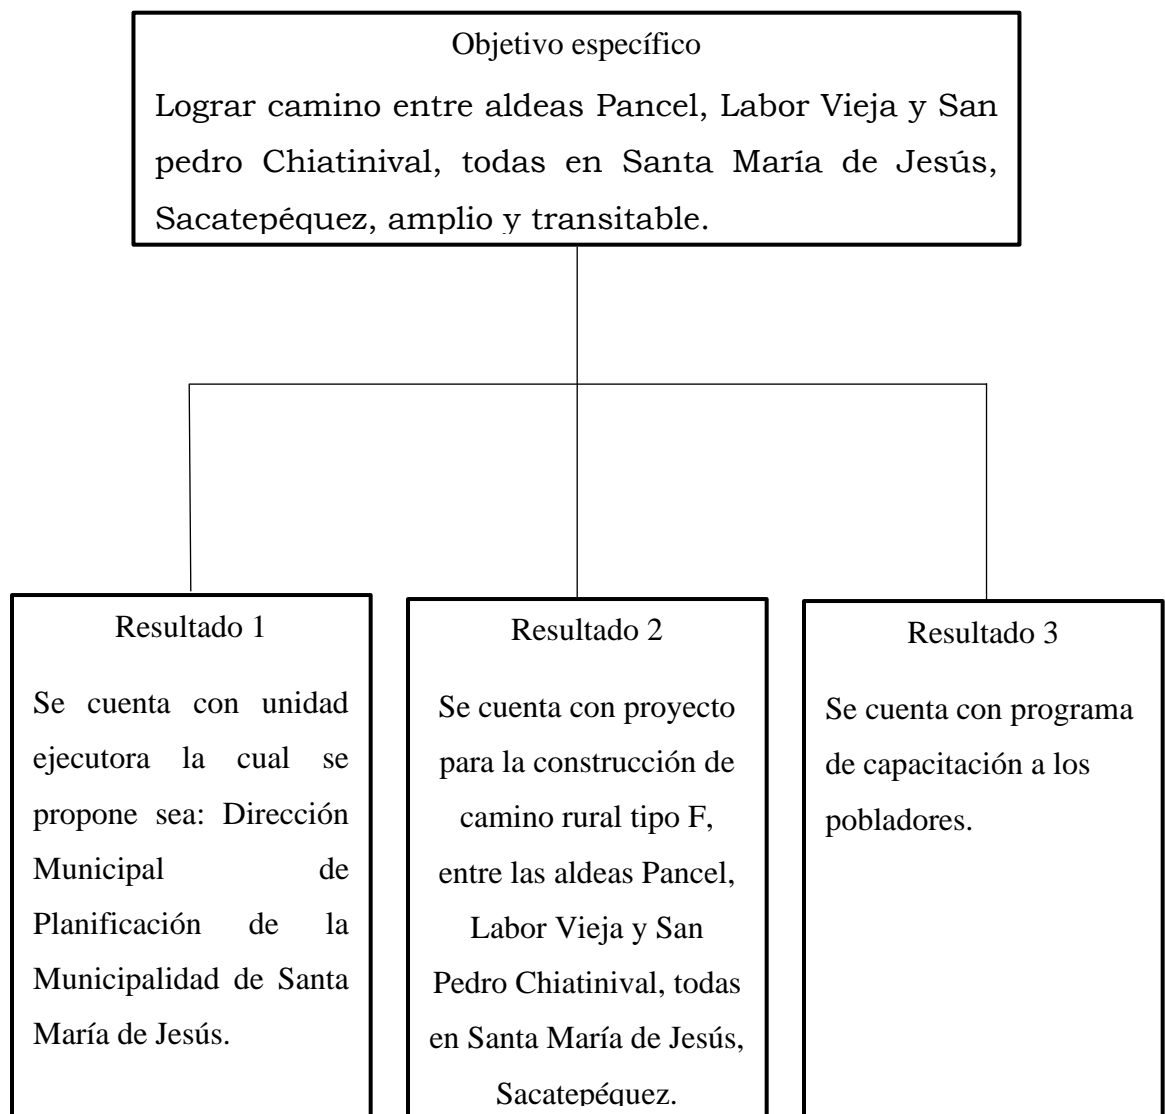 Objetivo específico
Lograr camino entre aldeas Pancel, Labor Vieja y San
pedro Chiatinival, todas en Santa María de Jesús,
Sacatepéquez, amplio y transitable.
Resultado 1
Se cuenta con unidad
ejecutora la cual se
propone sea: Dirección
Municipal de
Planificación de la
Municipalidad de Santa
María de Jesús.
Resultado 2
Se cuenta con proyecto
para la construcción de
camino rural tipo F,
entre las aldeas Pancel,
Labor Vieja y San
Pedro Chiatinival, todas
en Santa María de Jesús,
Sacatepéquez.
Resultado 3
Se cuenta con programa
de capacitación a los
pobladores.